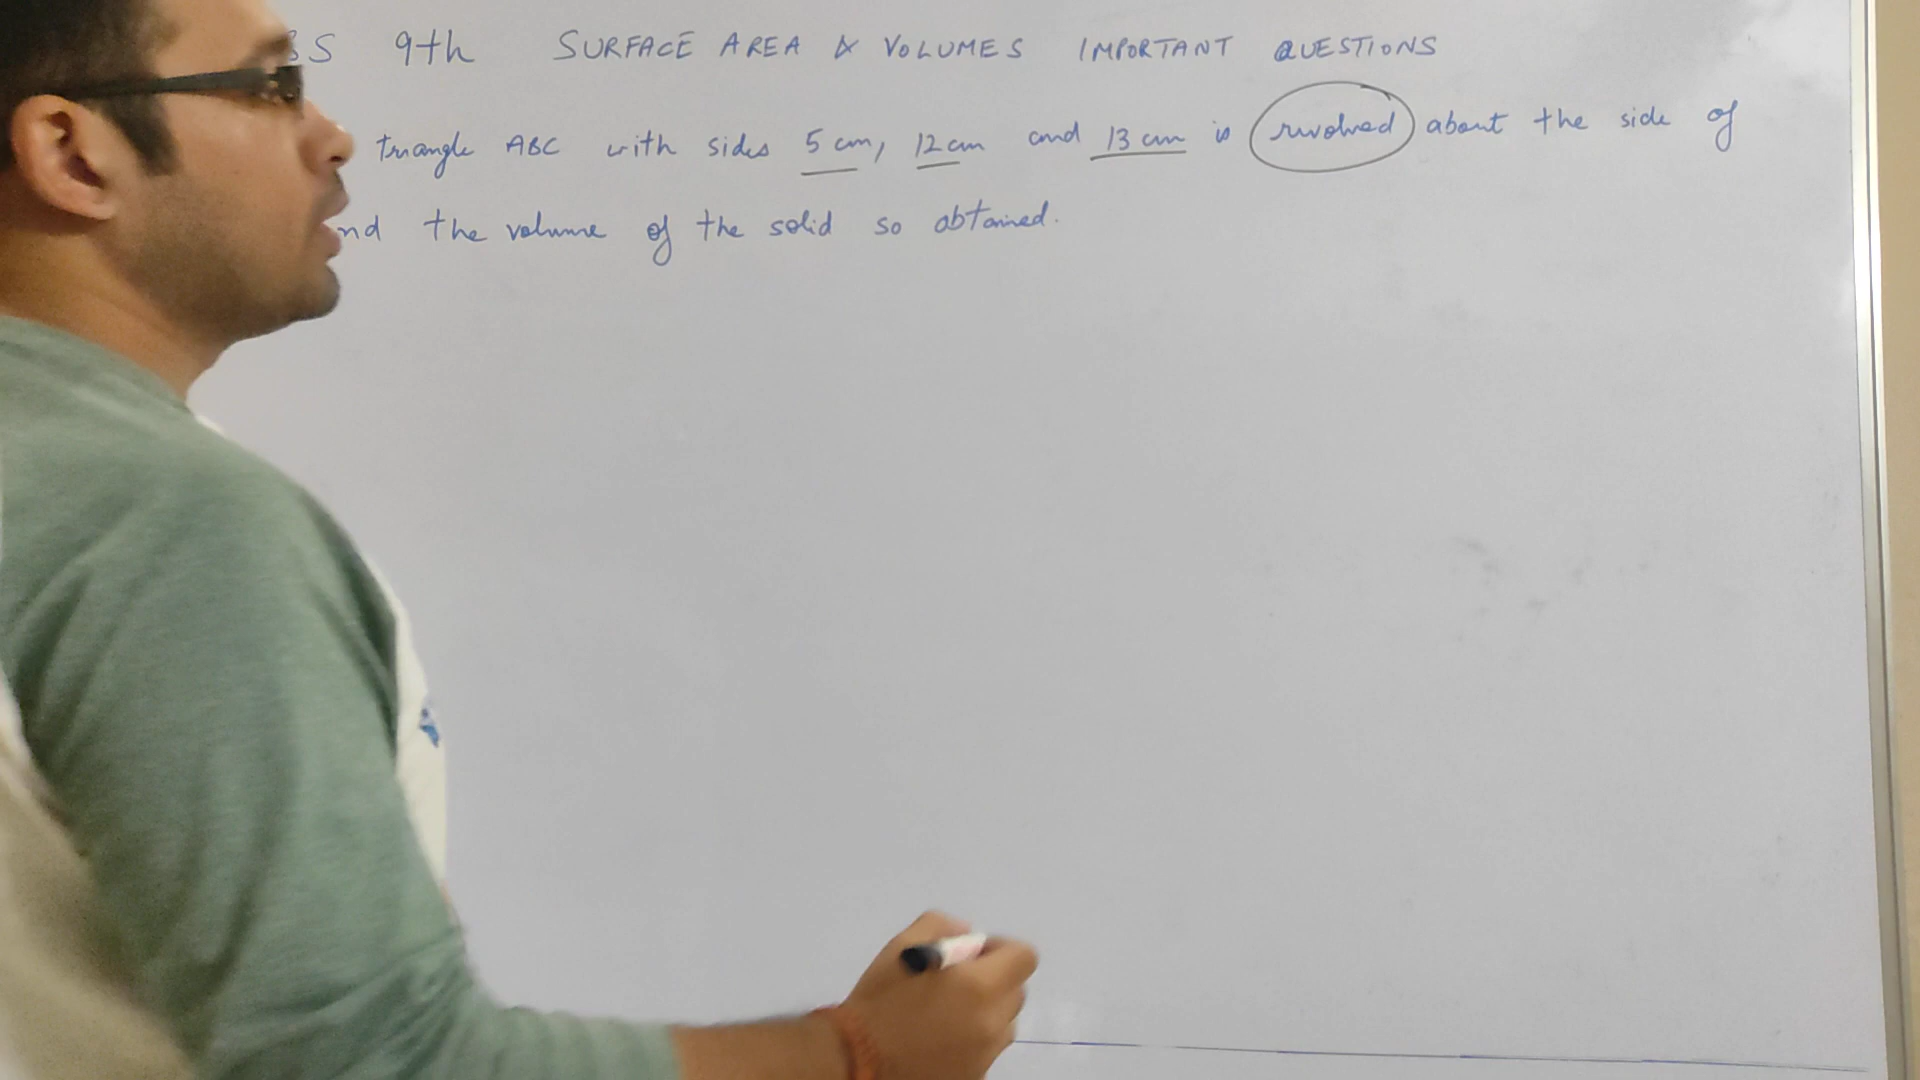 SS 9th SURFACE AREA & VOLUMES IMPORTANT QUESTIONS
triangle ABC with sides 5 cm, 12 cm and 13 cm is revolved about the side of
nd the volume of the solid so obtained.